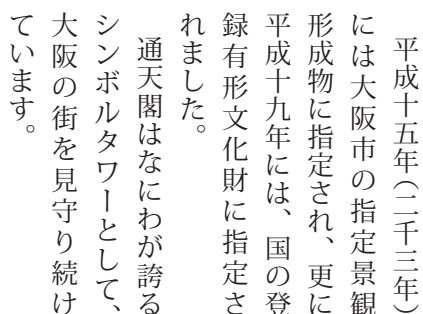 平成十五年(二千三年)
には大阪市の指定景観
形成物に指定され、更に
平成十九年には、国の登
録有形文化財に指定さ
れました。
通天閣はなにわが誇る
シンボルタワーとして、
大阪の街を見守り続け
ています。